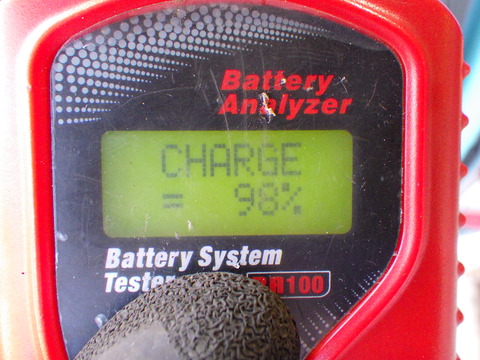 Battery
Analyzer
CHARGE
= 98%
Battery System
Tester